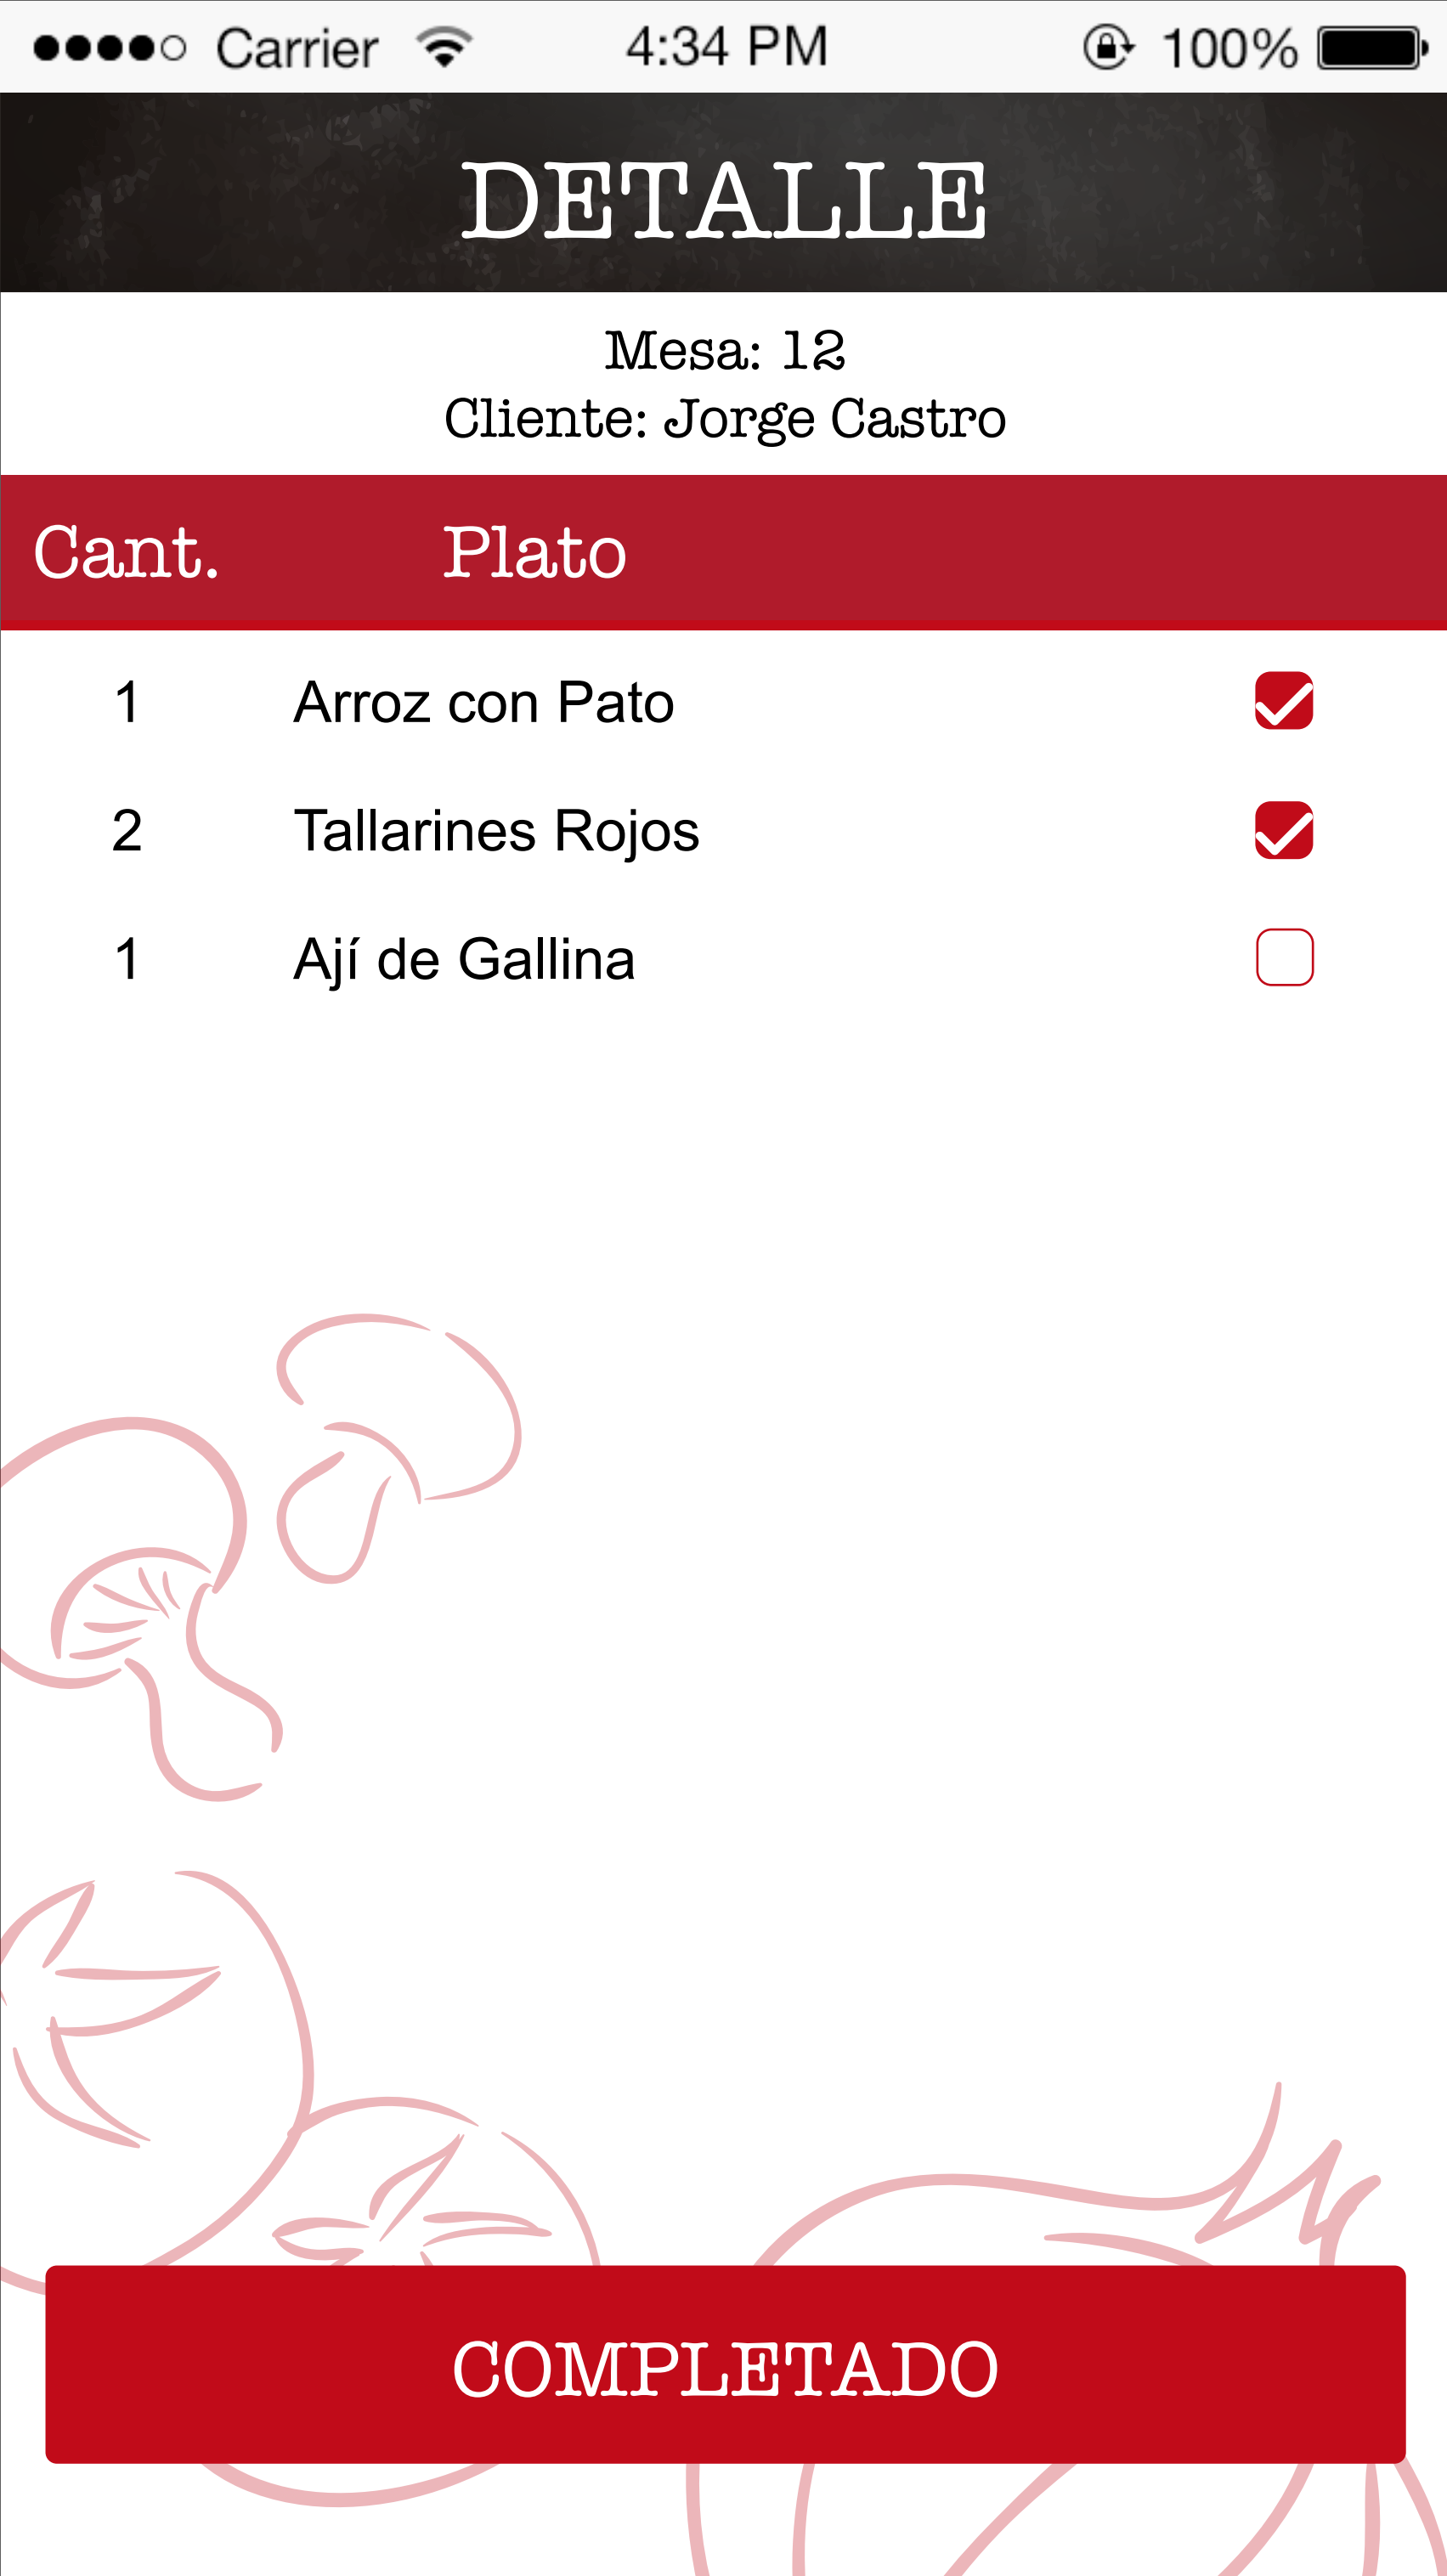 Carrier 4:34 PM 100%
DETALLE
Mesa: 12
Cliente: Jorge Castro
Cant. Plato
1 Arroz con Pato
2 Tallarines Rojos
1 Ají de Gallina
COMPLETADO